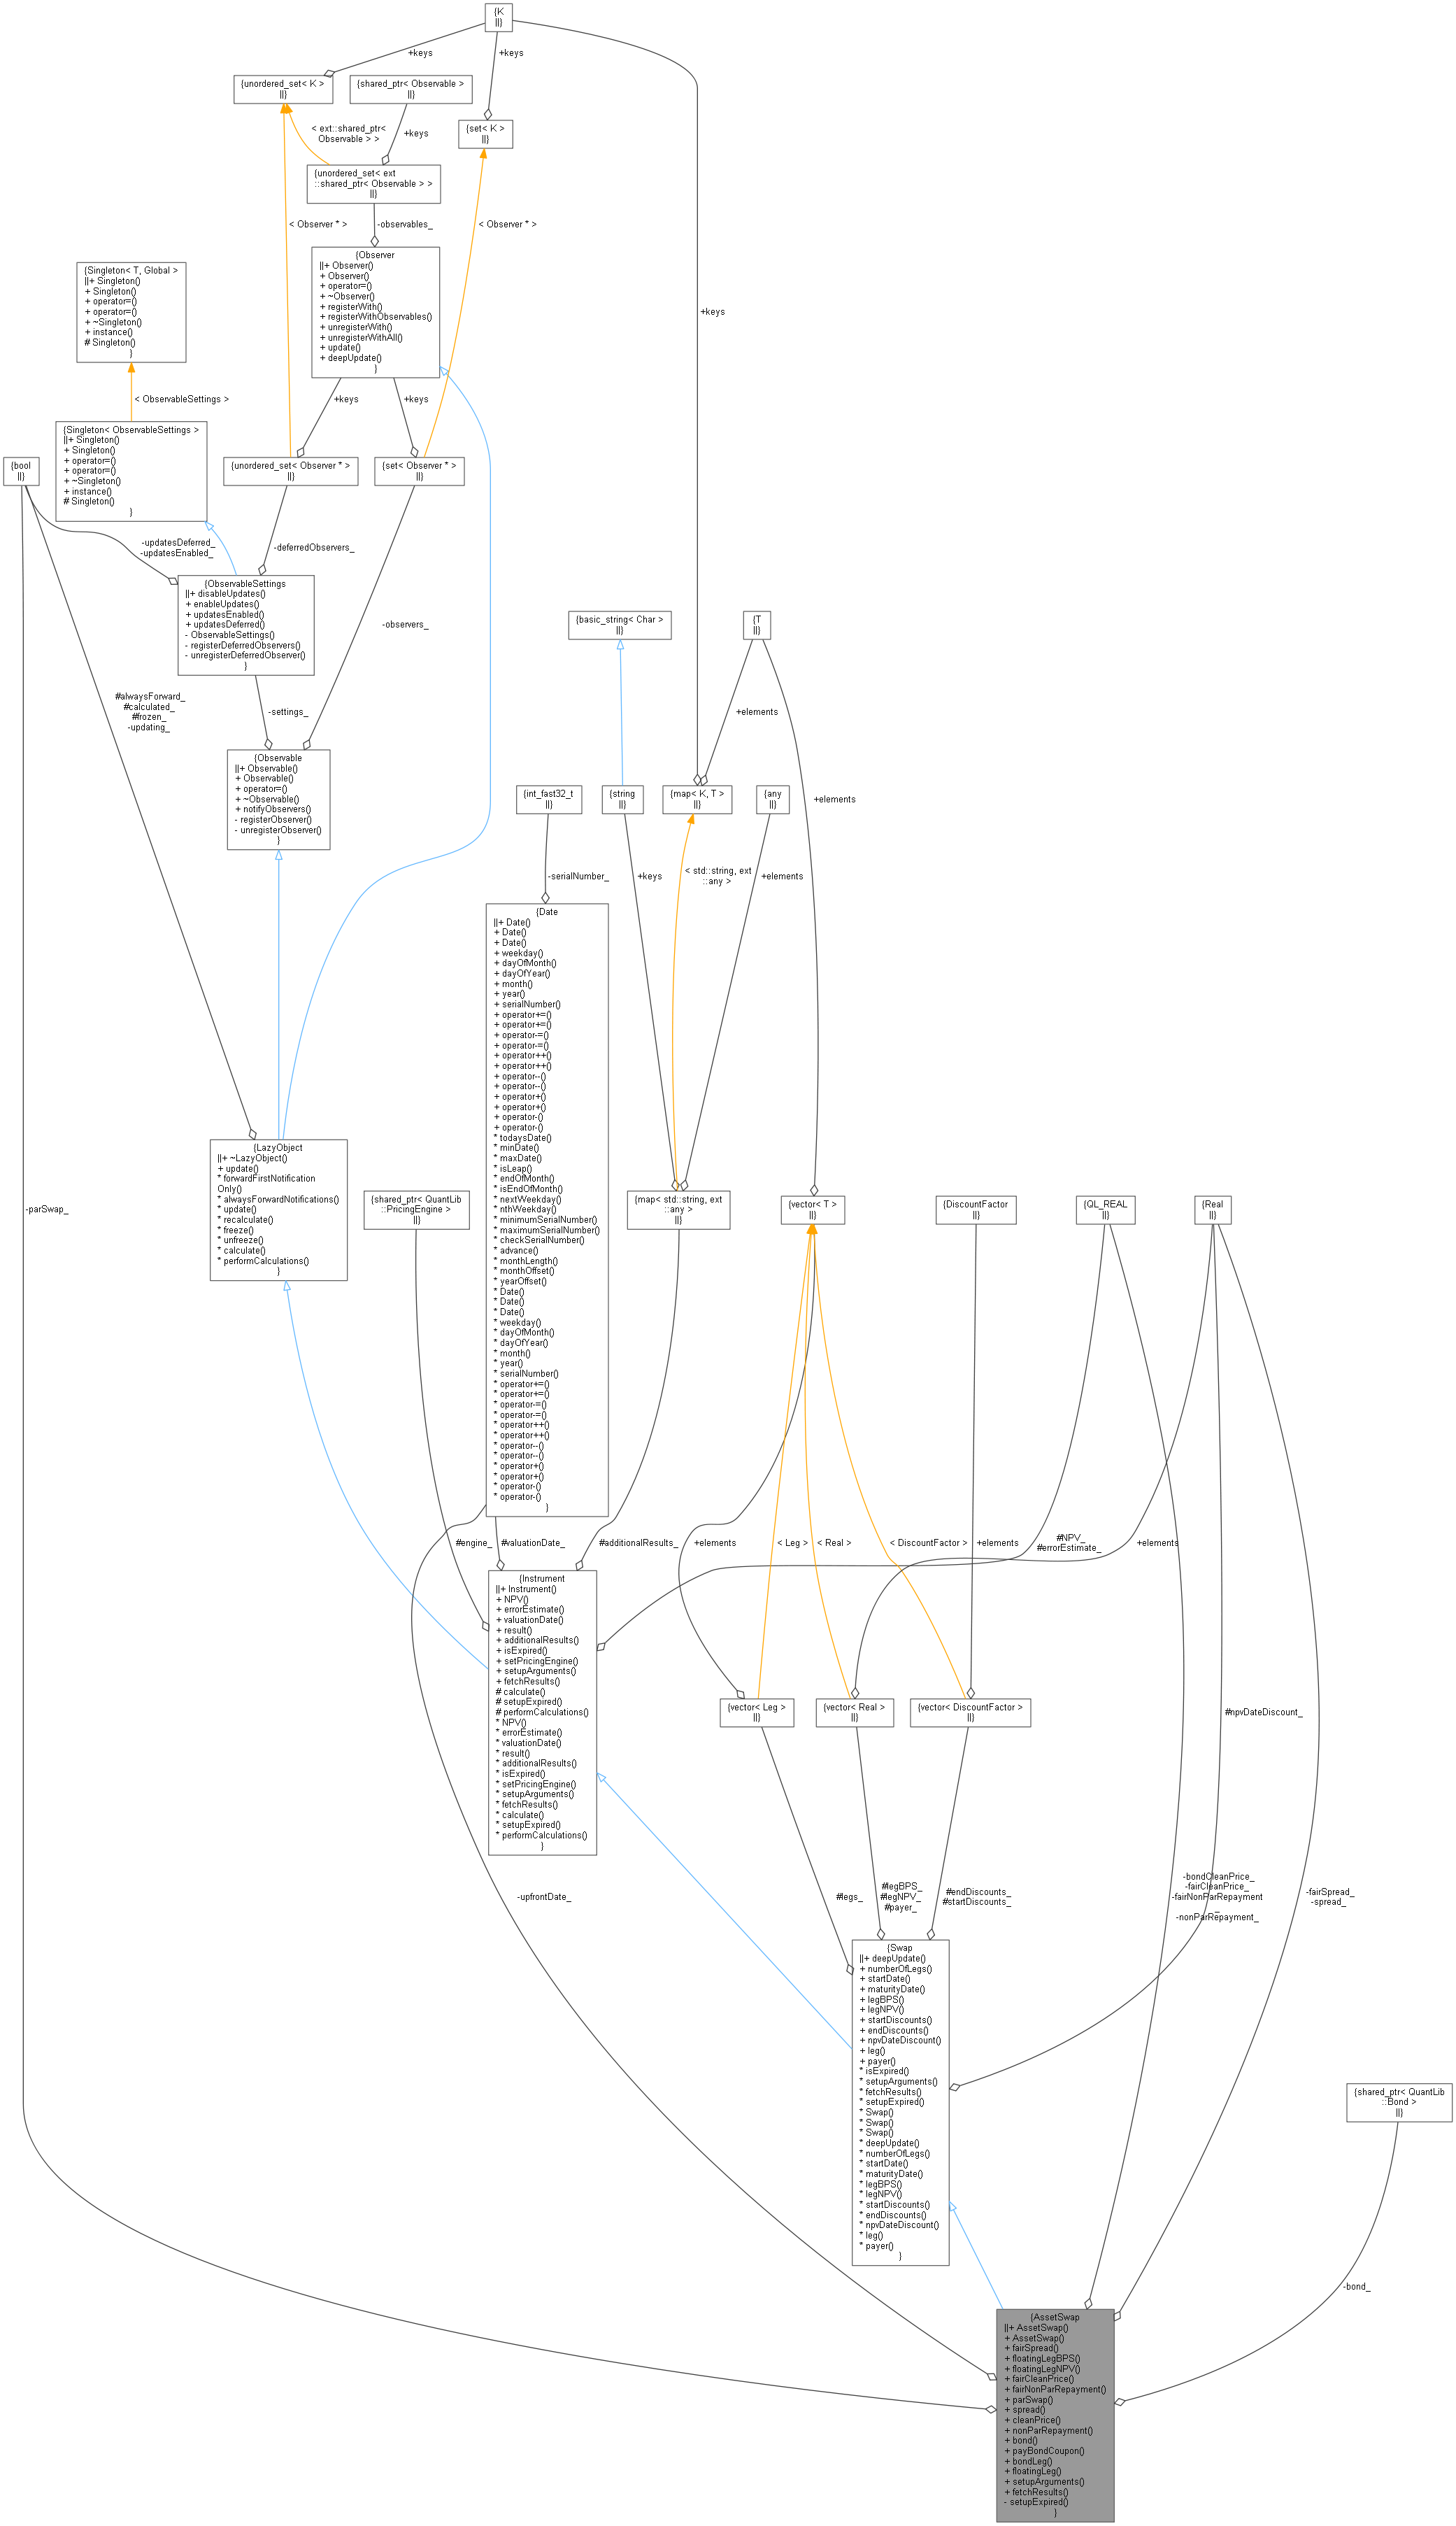 {K
||}
+keys
+keys
{unordered_set< K >
||}
{shared_ptr< Observable >
||}
{set< K >
||}
< ext::shared_ptr<
Observable > >
+keys
{unordered_set< ext
::shared_ptr< Observable > >
||}
< Observer * >
-observables_
< Observer * >
{Observer
||+ Observer()
+ Observer()
+ operator=()
+ ~Observer()
+ registerWith()
+ registerWithObservables()
+ unregisterWith()
+ unregisterWithAll()
+ update()
+ deepUpdate()
}
{Singleton< T, Global >
||+ Singleton()
+ Singleton()
+ operator=()
+ operator=()
+ ~Singleton()
+ instance()
# Singleton()
}
+keys
< ObservableSettings >
+keys
+keys
{Singleton< ObservableSettings >
||+ Singleton()
+ Singleton()
+ operator=()
+ operator=()
+ ~Singleton()
+ instance()
# Singleton()
}
{bool
||}
{unordered_set< Observer * >
||}
{set< Observer * >
||}
-updatesDeferred_
-updatesEnabled_
-deferredObservers_
{ObservableSettings
||+ disableUpdates()
+ enableUpdates()
+ updatesEnabled()
+ updatesDeferred()
- ObservableSettings()
- registerDeferredObservers()
- unregisterDeferredObserver()
}
-observers_
{basic_string< Char >
||}
{T
||}
#alwaysForward_
#calculated_
#frozen_
-updating_
-settings_
+elements
{Observable
||+ Observable()
+ Observable()
+ operator=()
+ ~Observable()
+ notifyObservers()
- registerObserver()
- unregisterObserver()
}
{int_fast32_t
||}
{string
||}
{map< K, T >
||}
{any
||}
+elements
-serialNumber_
+keys
< std::string, ext
::any >
+elements
{Date
||+ Date()
+ Date()
+ Date()
+ weekday()
+ dayOfMonth()
+ dayOfYear()
+ month()
+ year()
+ serialNumber()
+ operator+=()
+ operator+=()
+ operator-=()
+ operator-=()
+ operator++()
+ operator++()
+ operator--()
+ operator--()
+ operator+()
+ operator+()
+ operator-()
+ operator-()
* todaysDate()
* minDate()
* maxDate()
* isLeap()
* endOfMonth()
* isEndOfMonth()
* nextWeekday()
* nthWeekday()
* minimumSerialNumber()
* maximumSerialNumber()
* checkSerialNumber()
* advance()
* monthLength()
* monthOffset()
* yearOffset()
* Date()
* Date()
* Date()
* weekday()
* dayOfMonth()
* dayOfYear()
* month()
* year()
* serialNumber()
* operator+=()
* operator+=()
* operator-=()
* operator-=()
* operator++()
* operator++()
* operator--()
* operator--()
* operator+()
* operator+()
* operator-()
* operator-()
}
{LazyObject
||+ ~LazyObject()
+ update()
* forwardFirstNotification
Only()
* alwaysForwardNotifications()
* update()
* recalculate()
* freeze()
* unfreeze()
* calculate()
* performCalculations()
}
-parSwap_
{shared_ptr< QuantLib
::PricingEngine >
||}
{map< std::string, ext
::any >
||}
{vector< T >
||}
{DiscountFactor
||}
{QL_REAL
||}
{Real
||}
#engine_
#valuationDate_
#additionalResults_
+elements
< Leg >
< Real >
< DiscountFactor >
+elements
#NPV_
#errorEstimate_
+elements
{Instrument
||+ Instrument()
+ NPV()
+ errorEstimate()
+ valuationDate()
+ result()
+ additionalResults()
+ isExpired()
+ setPricingEngine()
+ setupArguments()
+ fetchResults()
# calculate()
# setupExpired()
# performCalculations()
* NPV()
* errorEstimate()
* valuationDate()
* result()
* additionalResults()
* isExpired()
* setPricingEngine()
* setupArguments()
* fetchResults()
* calculate()
* setupExpired()
* performCalculations()
}
{vector< Leg >
||}
{vector< Real >
||}
{vector< DiscountFactor >
||}
#npvDateDiscount_
-upfrontDate_
#legs_
#legBPS_
#legNPV_
#payer_
#endDiscounts_
#startDiscounts_
-bondCleanPrice_
-fairCleanPrice_
-fairNonParRepayment
_
-nonParRepayment_
-fairSpread_
-spread_
{Swap
||+ deepUpdate()
+ numberOfLegs()
+ startDate()
+ maturityDate()
+ legBPS()
+ legNPV()
+ startDiscounts()
+ endDiscounts()
+ npvDateDiscount()
+ leg()
+ payer()
* isExpired()
* setupArguments()
* fetchResults()
* setupExpired()
* Swap()
* Swap()
* Swap()
* deepUpdate()
* numberOfLegs()
* startDate()
* maturityDate()
* legBPS()
* legNPV()
* startDiscounts()
* endDiscounts()
* npvDateDiscount()
* leg()
* payer()
}
{shared_ptr< QuantLib
::Bond >
||}
-bond_
{AssetSwap
||+ AssetSwap()
+ AssetSwap()
+ fairSpread()
+ floatingLegBPS()
+ floatingLegNPV()
+ fairCleanPrice()
+ fairNonParRepayment()
+ parSwap()
+ spread()
+ cleanPrice()
+ nonParRepayment()
+ bond()
+ payBondCoupon()
+ bondLeg()
+ floatingLeg()
+ setupArguments()
+ fetchResults()
- setupExpired()
}